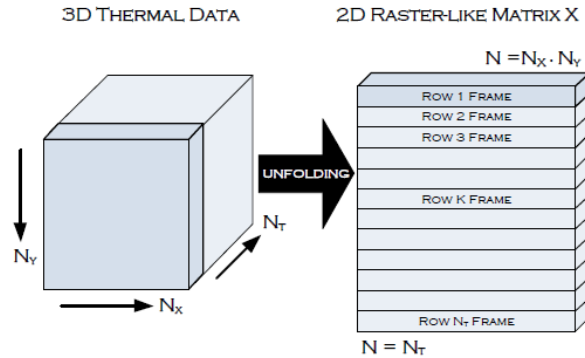 3D THERMAL DATA
2D RASTER-LIKE MATRIX X
N =NX . NY
ROW 1 FRAME
ROW 2 FRAME
ROW 3 FRAME
UNFOLDING
ROW K FRAME
NY
NT
NX
ROW NT FRAME
N = NT